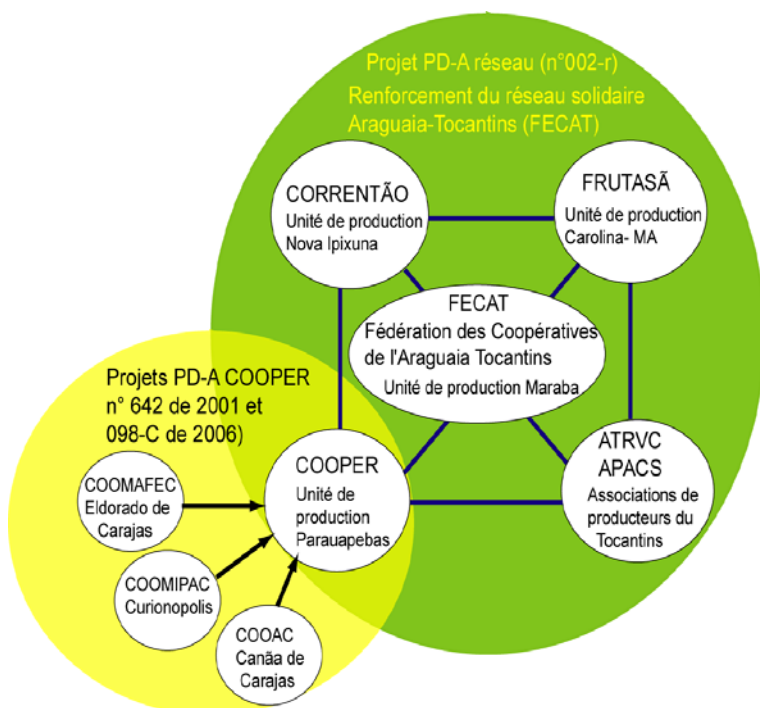 Projet PD-A réseau (n°002-r)
Renforcement du réseau solidaire
Araguaia-Tocantins (FECAT)
CORRENTÃO
Unité de production
Nova Ipixuna
FRUTASÃ
Unité de production
Carolina- MA
FECAT
Fédération des Coopératives
de l'Araguaia Tocantins
Unité de production Maraba
Projets PD-A COOPER
n° 642 de 2001 et
098-C de 2006)
COOPER
Unité de
production
Parauapebas
ATRVC
APACS
Associations de
producteurs du
Tocantins
COOMAFEC
Eldorado de
Carajas
COOMIPAC
Curionopolis
COOAC
Canãa de
Carajas